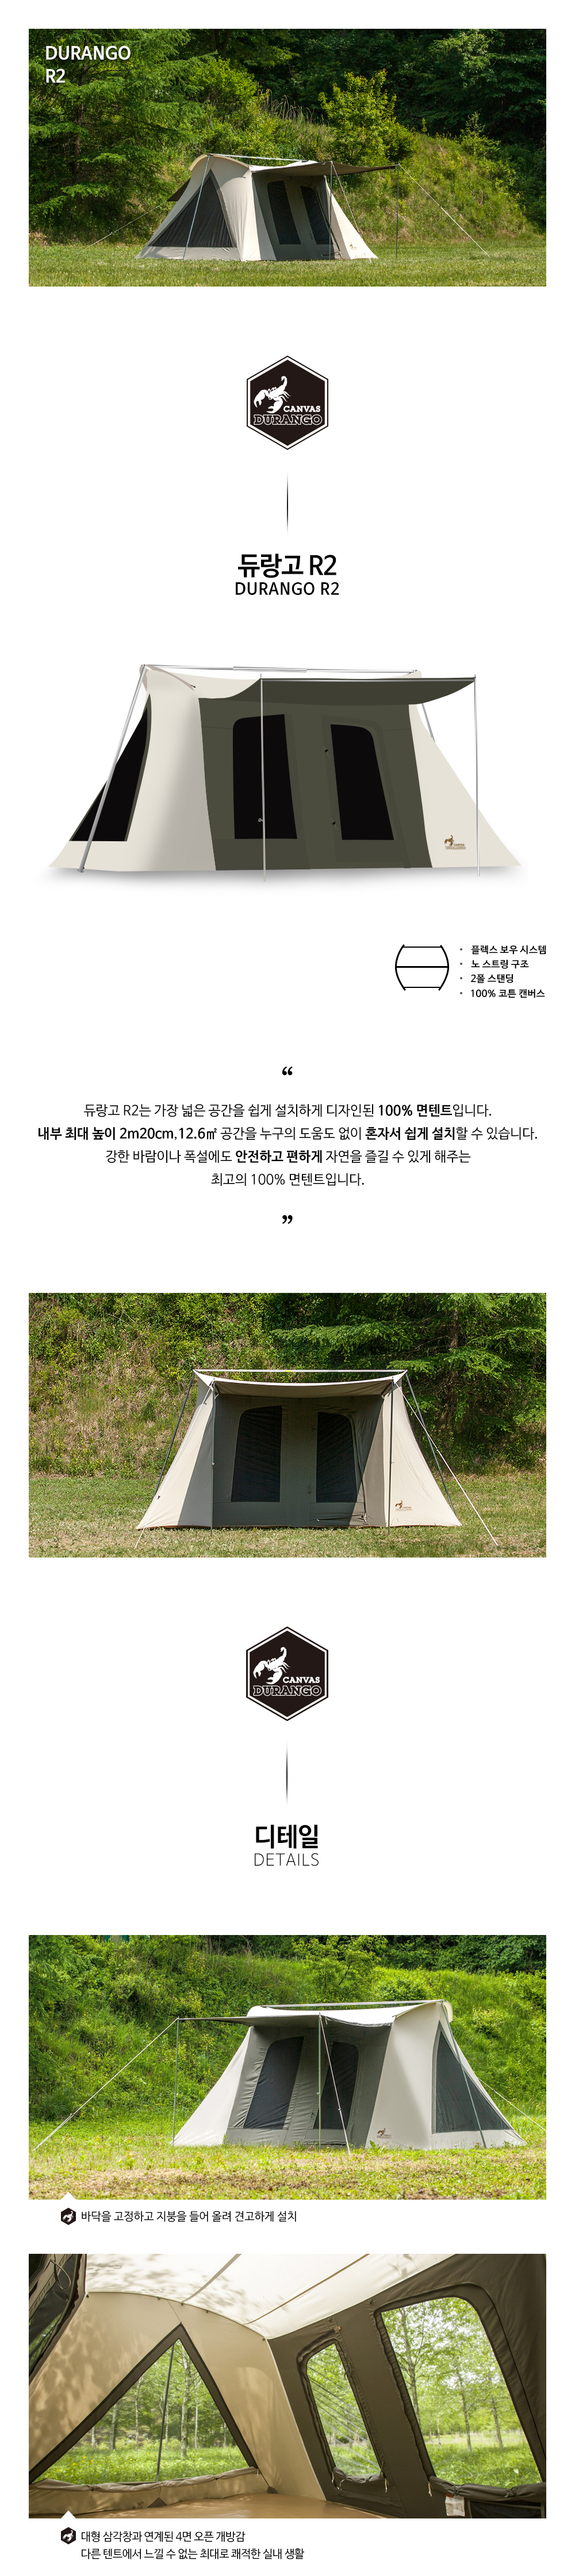 DURANGO
R2
CANVAS
DURANGO
듀랑고 R2
DURANGO R2
플렉스 보우 시스템
노 스트링 구조
2폴 스탠딩
100% 코튼 캔버스
“
듀랑고 R2는 가장 넓은 공간을 쉽게 설치하게 디자인된 100% 면텐트입니다.
내부 최대 높이 2m20cm,12.6㎡ 공간을 누구의 도움도 없이 혼자서 쉽게 설치할 수 있습니다.
강한 바람이나 폭설에도 안전하고 편하게 자연을 즐길 수 있게 해주는
최고의 100% 면텐트입니다.
”
CANVAS
DURANGO
디테일
DETAILS
바닥을 고정하고 지붕을 들어 올려 견고하게 설치
대형 삼각창과 연계된 4면 오픈 개방감
다른 텐트에서 느낄 수 없는 최대로 쾌적한 실내 생활